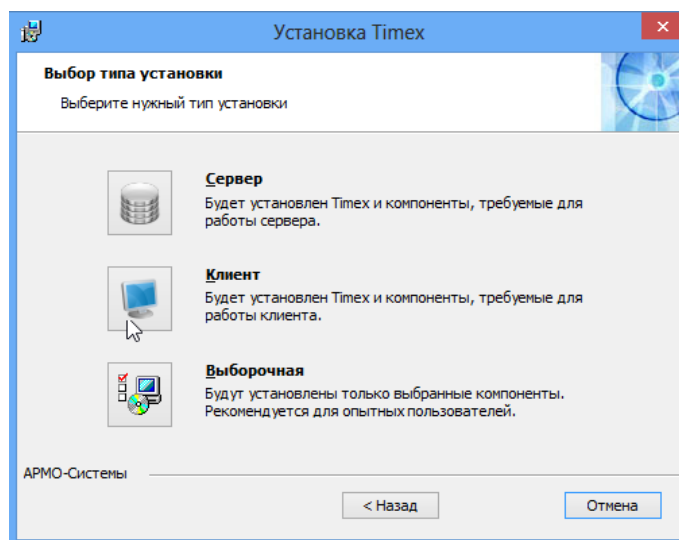 Установка Timex
Выбор типа установки
Выберите нужный тип установки
Сервер
Будет установлен Timex и компоненты, требуемые для
работы сервера.
Клиент
Будет установлен Timex и компоненты, требуемые для
работы клиента.
Выборочная
Будут установлены только выбранные компоненты.
Рекомендуется для опытных пользователей.
АРМО-Системы
< Назад
Отмена